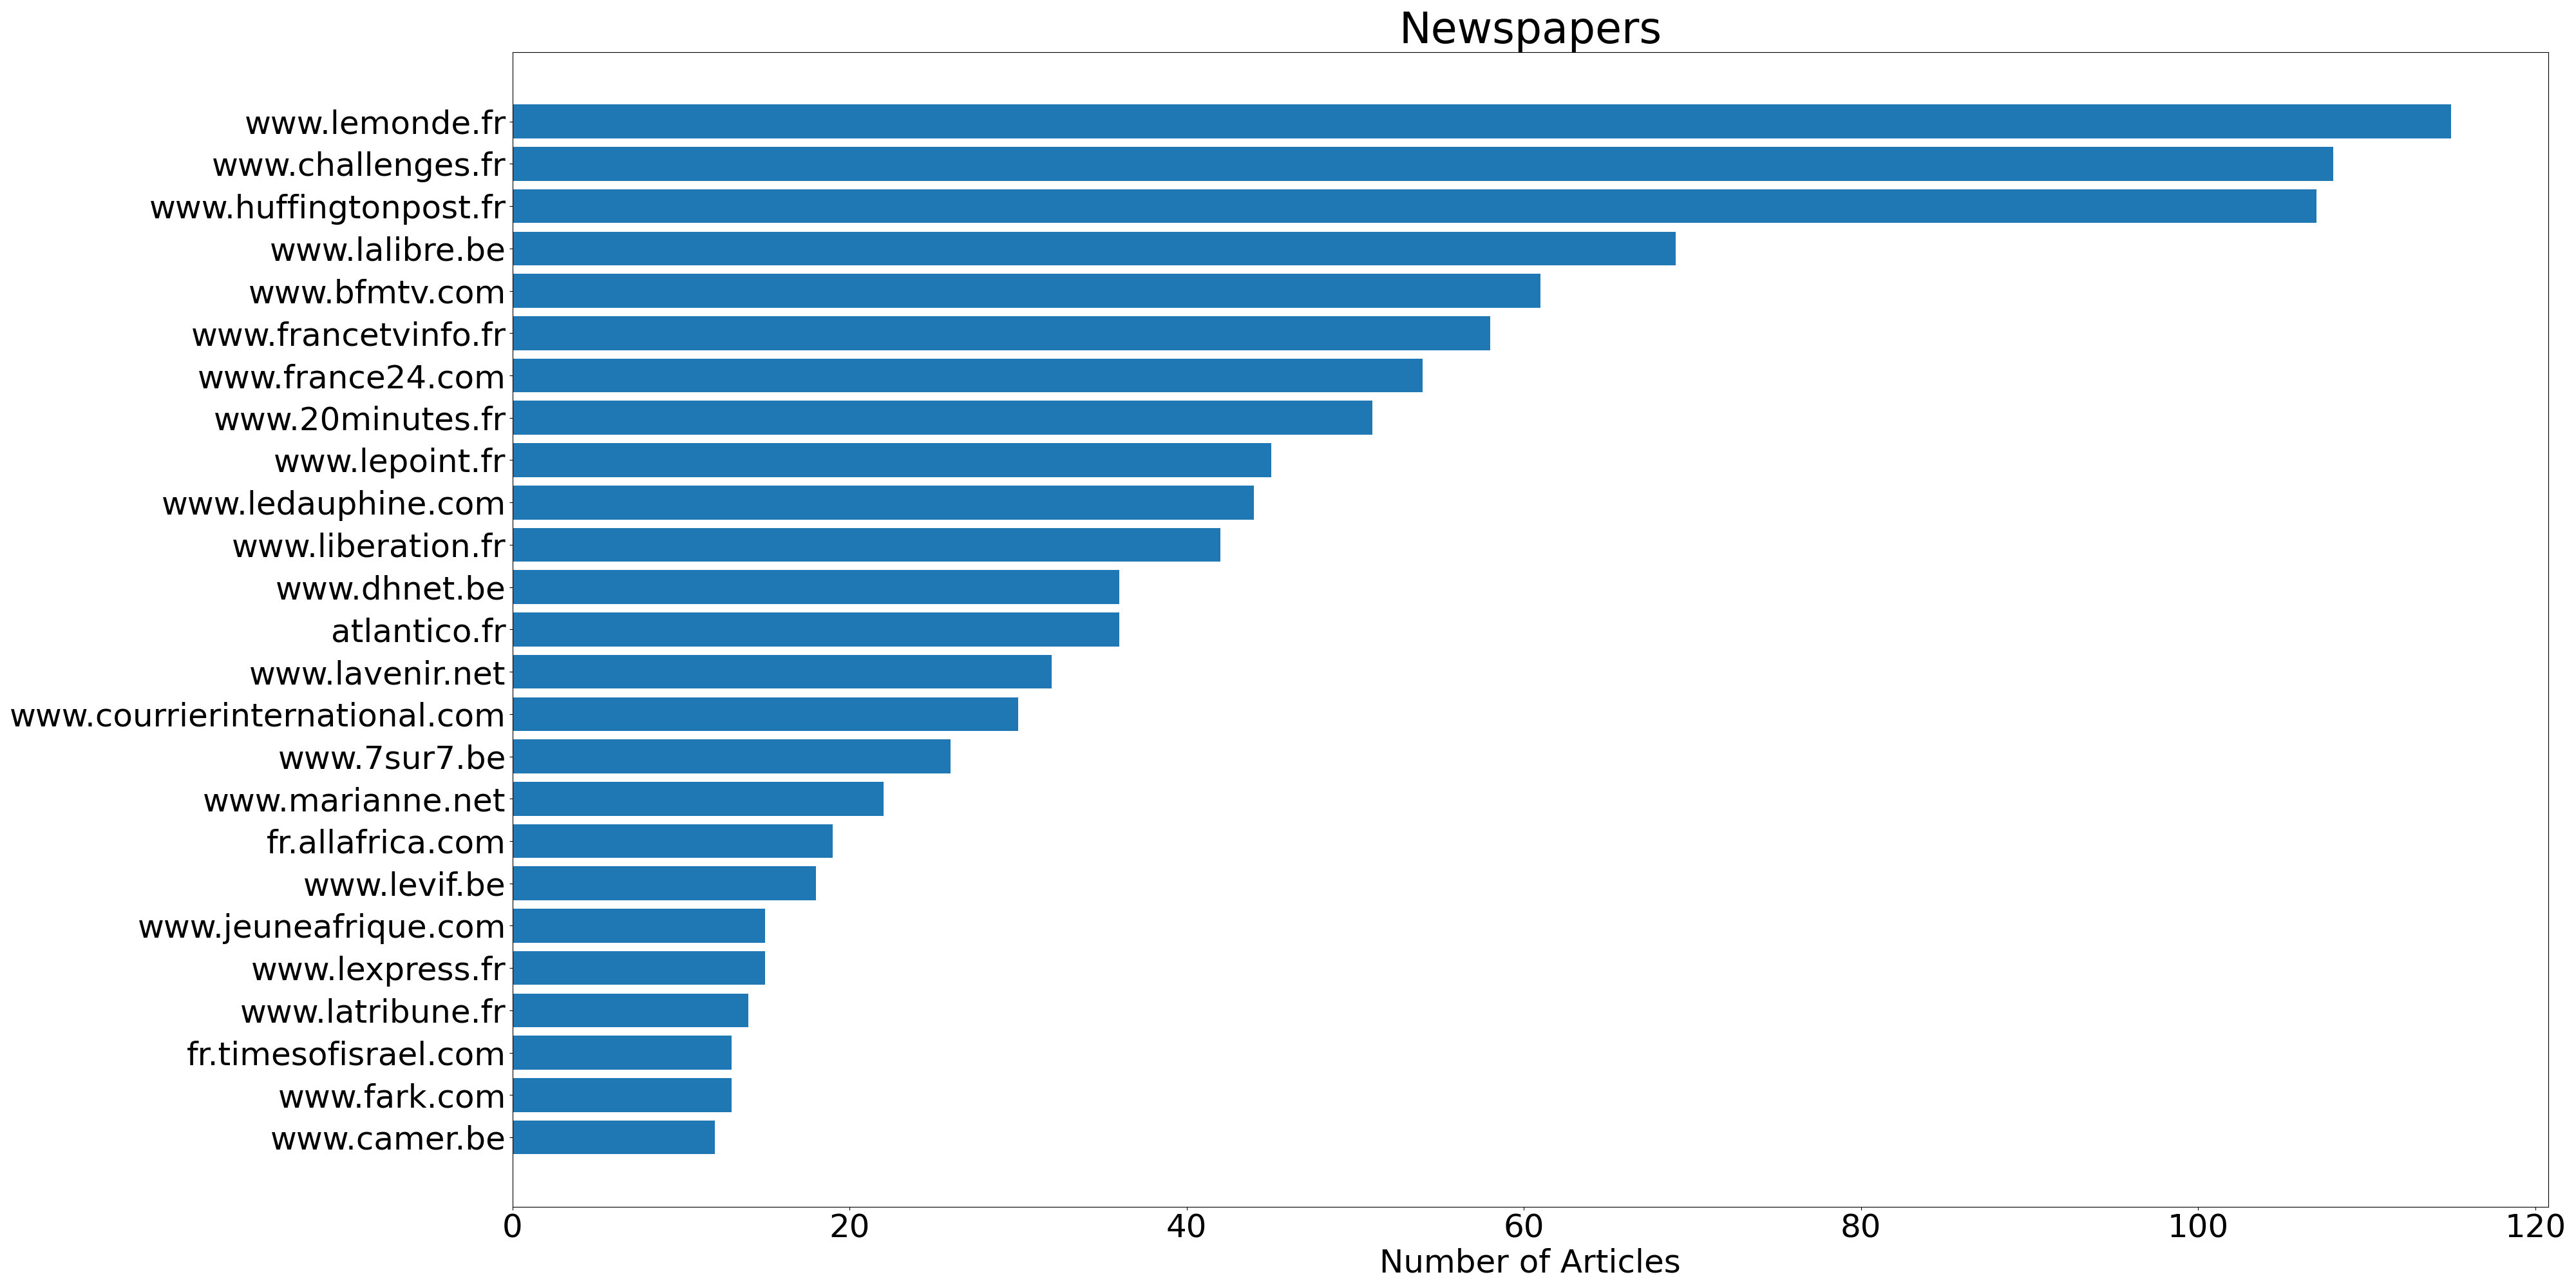 Newspapers
www.lemonde.fr
www.challenges.fr
www.huffingtonpost.fr
www.lalibre.be
www.bfmtv.com
www.francetvinfo.fr
www.france24.com
www.20minutes.fr
www.lepoint.fr
www.ledauphine.com
www.liberation.fr
www.dhnet.be
atlantico.fr
www.lavenir.net
www.courrierinternational.com
www.7sur7.be
www.marianne.net
fr.allafrica.com
www.levif.be
www.jeuneafrique.com
www.lexpress.fr
www.latribune.fr
fr.timesofisrael.com
www.fark.com
www.camer.be
0 20 40 60 80 100 120
Number of Articles